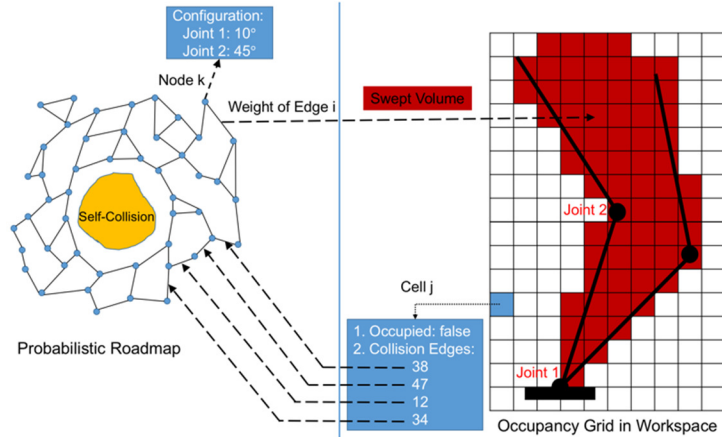 Configuration:
Joint 1: 10°
Joint 2: 45°
Node k
Weight of Edge i
Swept Volume
Self-Collision
Joint 2
Cell j
1. Occupied: false
2. Collision Edges:
38
47
12
34
Probabilistic Roadmap
Joint 1
Occupancy Grid in Workspace